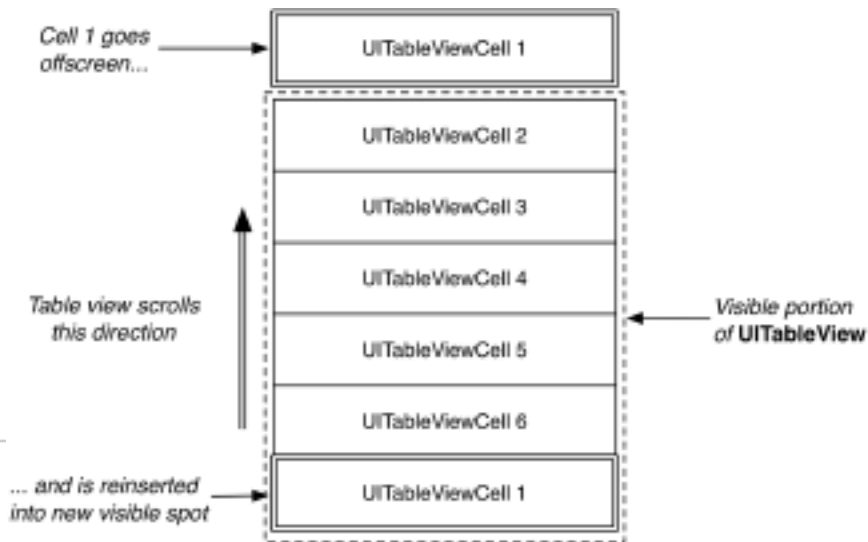 Cell 1 goes
offscreen...
UITableViewCell 1
UITableViewCell 2
UITableViewCell 3
UITableViewCell 4
Table view scrolls
this direction
Visible portion
of UITableView
UITableViewCell 5
UITableViewCell 6
... and is reinserted
into new visible spot
UITableViewCell 1